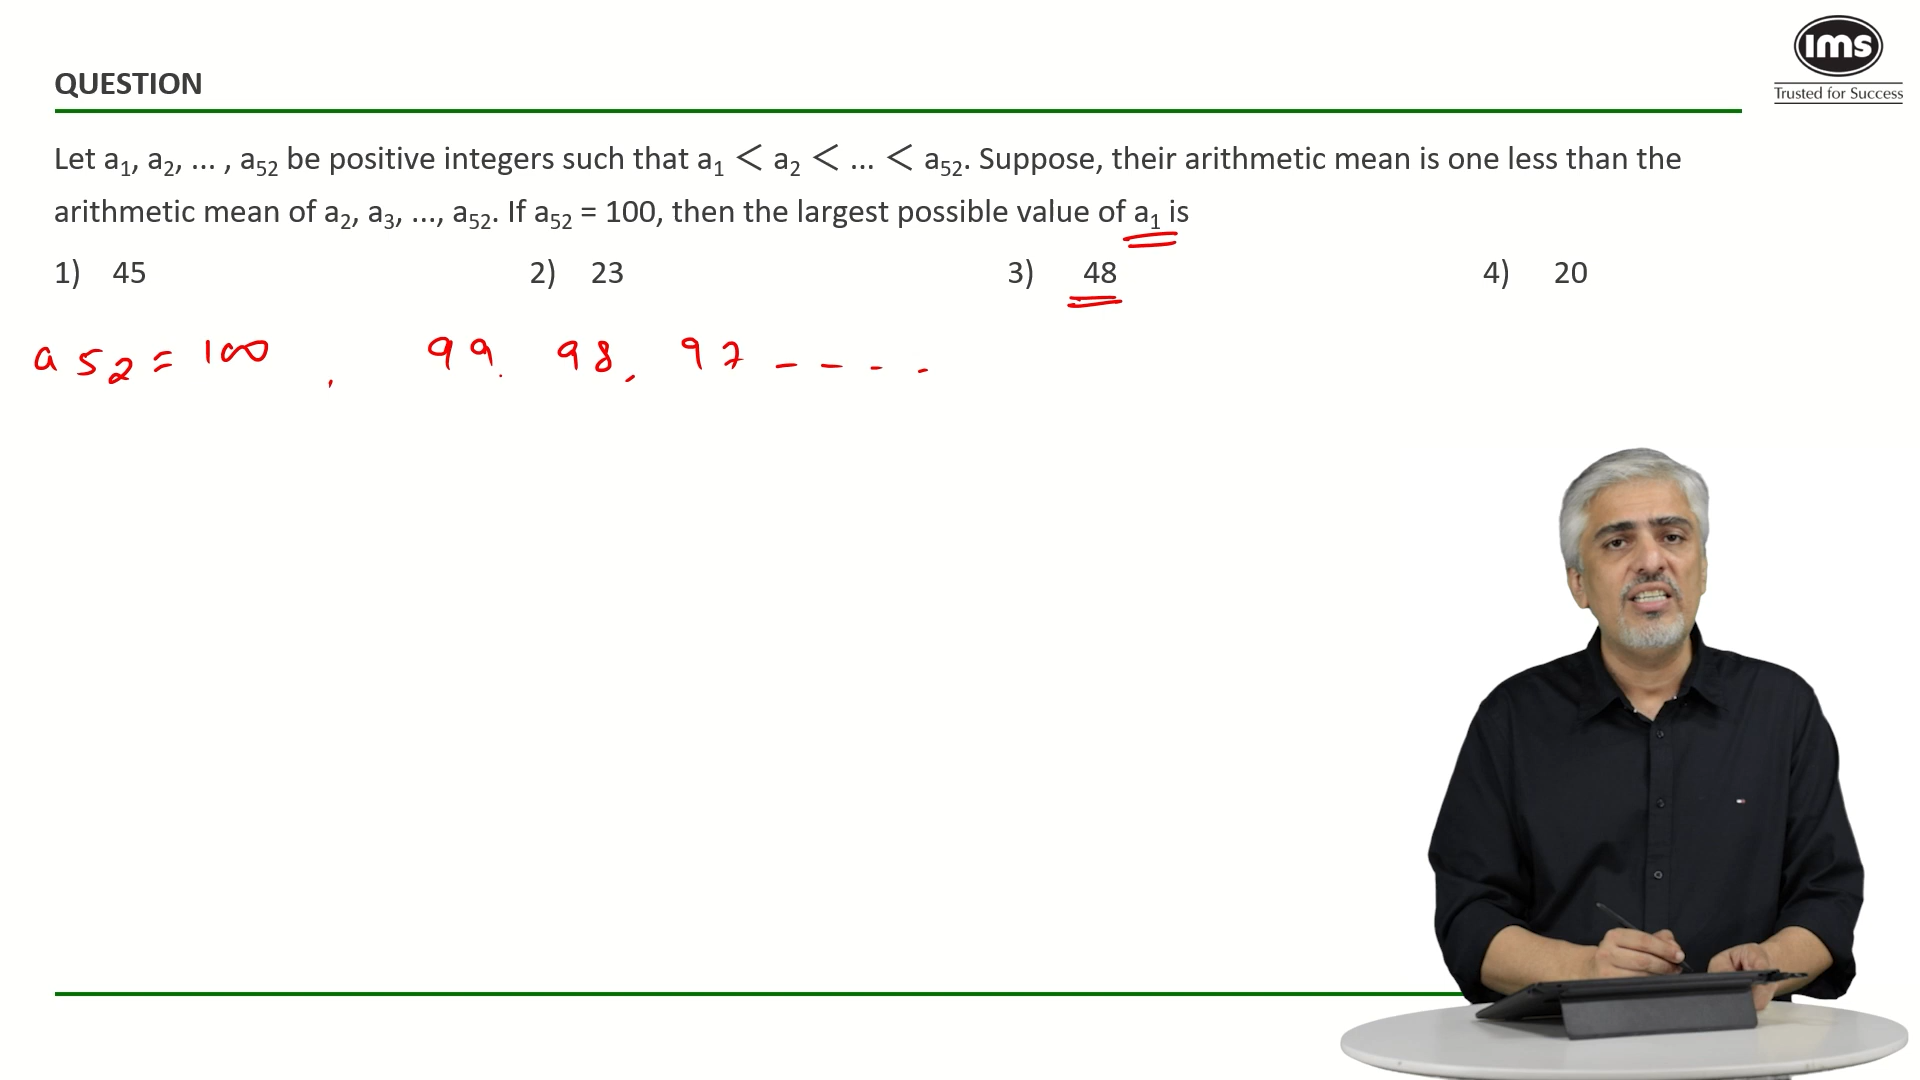 ims
Trusted for Success
QUESTION
Let a1, a2, ... , a52 be positive integers such that a1 < a2 < ... < a52. Suppose, their arithmetic mean is one less than the
arithmetic mean of a2, a3, ..., a52. If a52 = 100, then the largest possible value of a1 is
1) 45 2) 23 3) 48 4) 20
a52 = 100 , 99. 98, 97 - - - -